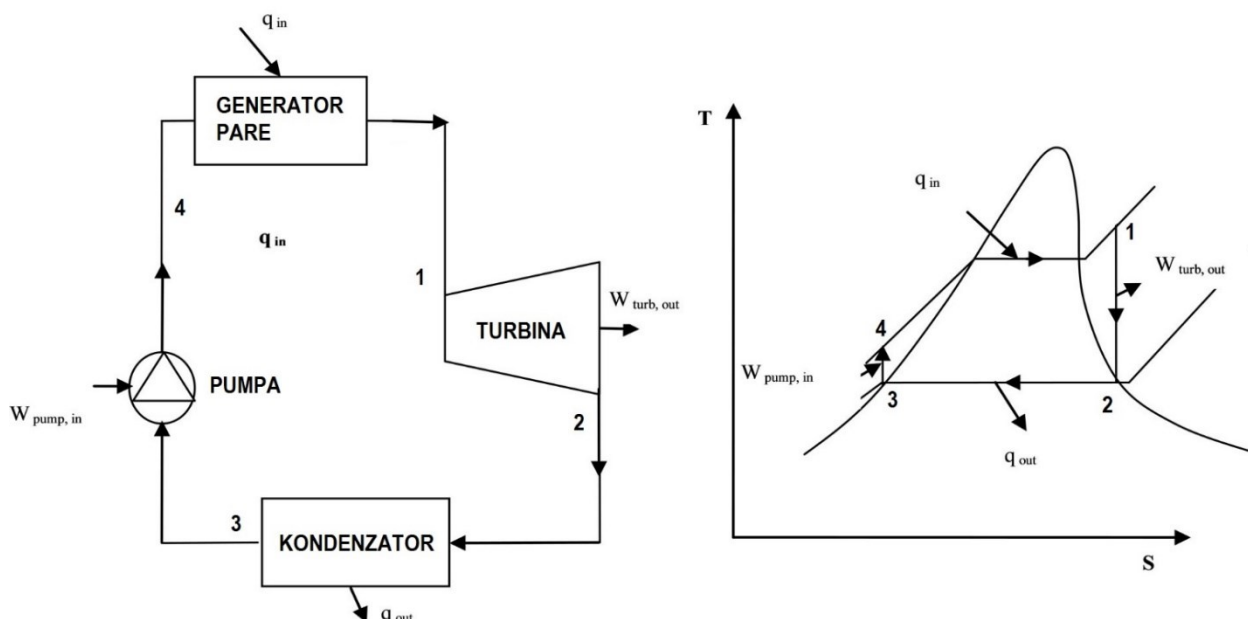 q in
GENERATOR
PARE
4
q in
1
W turb, out
TURBINA
PUMPA
W pump, in
2
3
KONDENZATOR
q out
T
q in
1
W turb, out
4
W pump, in
3
2
q out
S